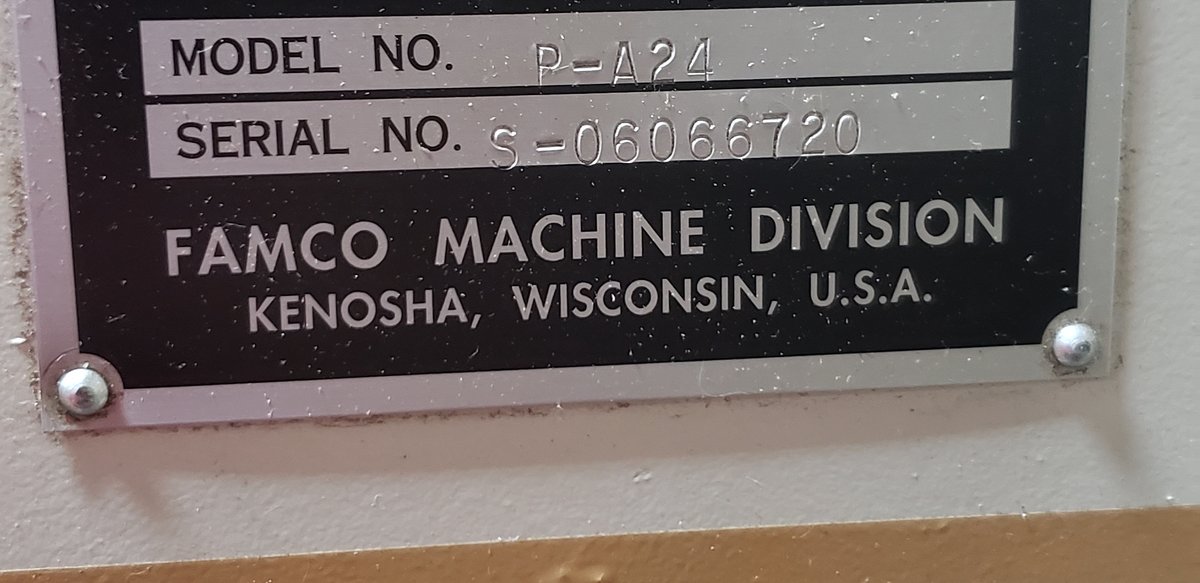 MODEL NO. P-A24
SERIAL NO. S-06066720
FAMCO MACHINE DIVISION
KENOSHA, WISCONSIN, U.S.A.